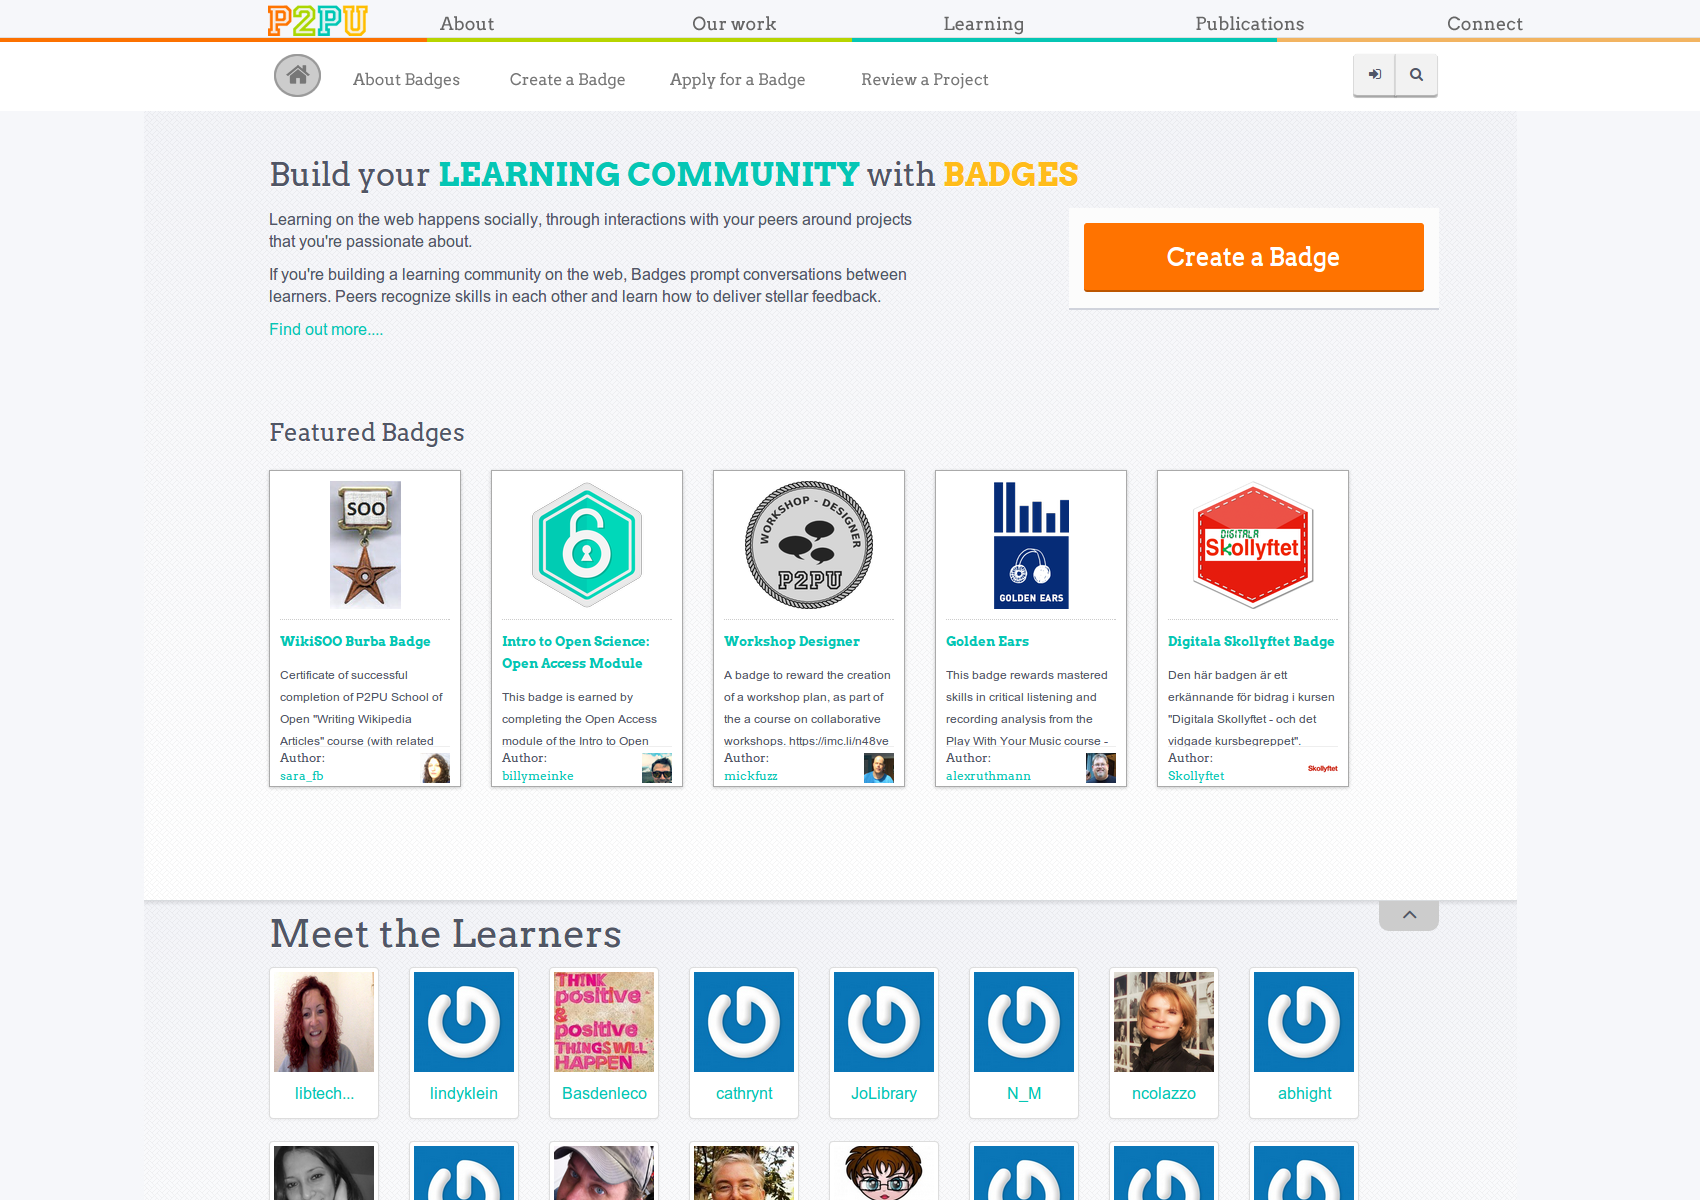 P2PU
About
Our work
Learning
Publications
Connect
About Badges
Create a Badge
Apply for a Badge
Review a Project
Build your LEARNING COMMUNITY with BADGES
Learning on the web happens socially, through interactions with your peers around projects
that you're passionate about.
If you're building a learning community on the web, Badges prompt conversations between
learners. Peers recognize skills in each other and learn how to deliver stellar feedback.
Find out more....
Create a Badge
Featured Badges
SOO
WikiSOO Burba Badge
Certificate of successful
completion of P2PU School of
Open "Writing Wikipedia
Articles" course (with related
Author:
sara_fb
Intro to Open Science:
Open Access Module
This badge is earned by
completing the Open Access
module of the Intro to Open
Author:
billymeinke
WORKSHOP - DESIGNER
P2PU
Workshop Designer
A badge to reward the creation
of a workshop plan, as part of
the a course on collaborative
workshops. https://imc.li/n48ve
Author:
mickfuzz
GOLDEN EARS
Golden Ears
This badge rewards mastered
skills in critical listening and
recording analysis from the
Play With Your Music course -
Author:
alexruthmann
DIGITALA
Skollyftet
Digitala Skollyftet Badge
Den här badgen är ett
erkännande för bidrag i kursen
"Digitala Skollyftet - och det
vidgade kursbegreppet".
Author:
Skollyftet
Skollyftet
Meet the Learners
THINK
positive
&
positive
THINGS WILL
HAPPEN
libtech...
lindyklein
Basdenleco
cathrynt
JoLibrary
N_M
ncolazzo
abhight